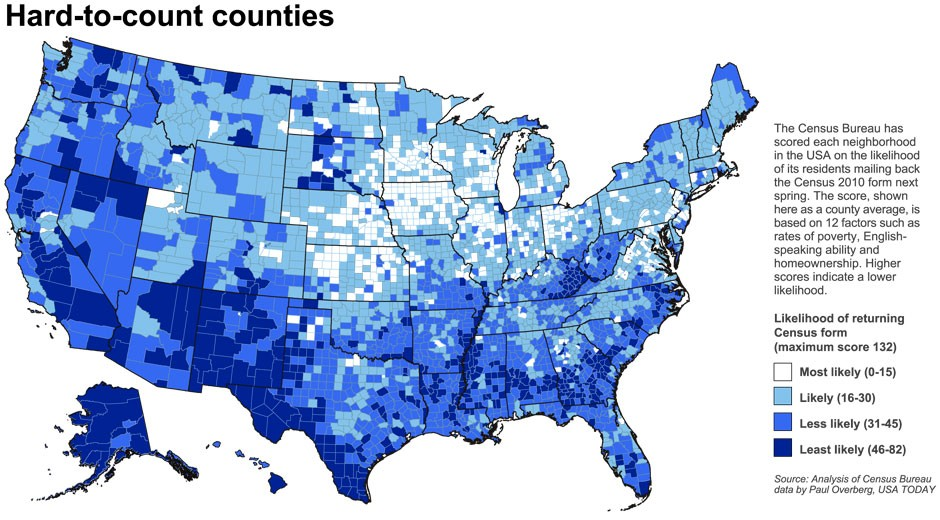 Hard-to-count counties
The Census Bureau has
scored each neighborhood
in the USA on the likelihood
of its residents mailing back
the Census 2010 form next
spring. The score, shown
here as a county average, is
based on 12 factors such as
rates of poverty, English-
speaking ability and
homeownership. Higher
scores indicate a lower
likelihood.
Likelihood of returning
Census form
(maximum score 132)
Most likely (0-15)
Likely (16-30)
Less likely (31-45)
Least likely (46-82)
Source: Analysis of Census Bureau
data by Paul Overberg, USA TODAY